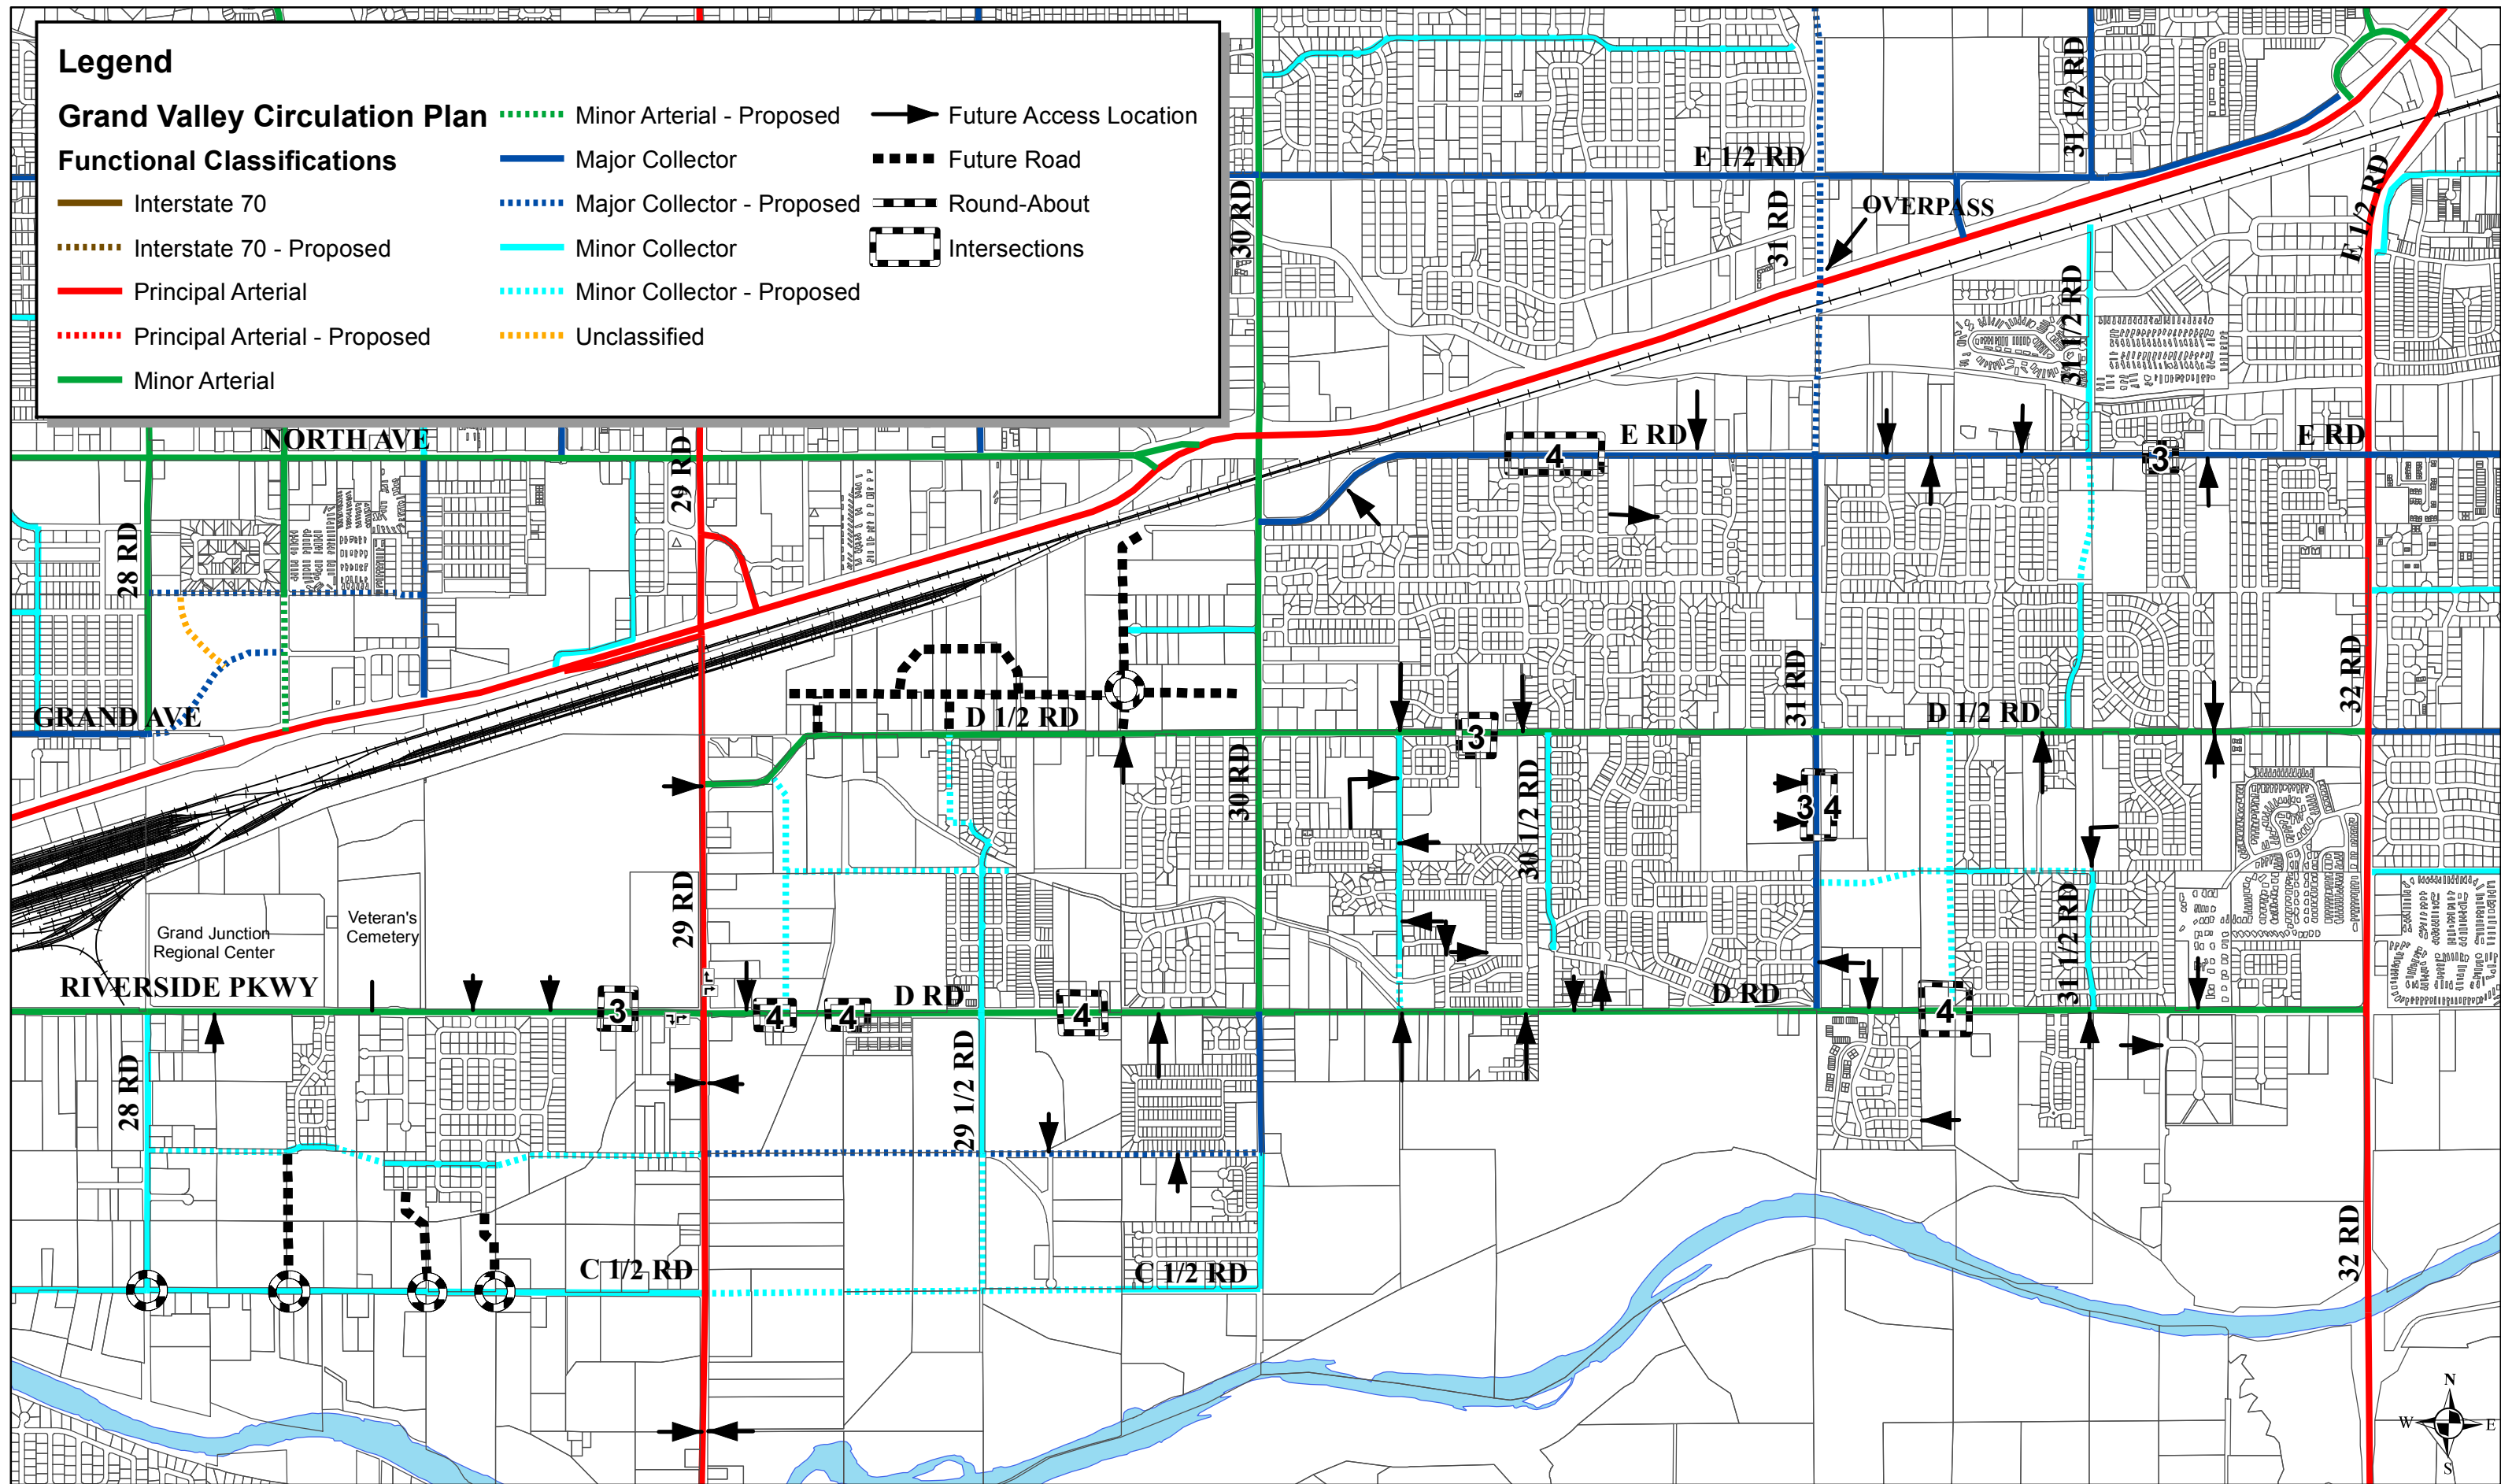 Legend
Grand Valley Circulation Plan
Functional Classifications
Interstate 70
Interstate 70 - Proposed
Principal Arterial
Principal Arterial - Proposed
Minor Arterial
Minor Arterial - Proposed
Major Collector
Major Collector - Proposed
Minor Collector
Minor Collector - Proposed
Unclassified
Future Access Location
Future Road
Round-About
Intersections
31 1/2 RD
E 1/2 RD
30 RD
31 RD
OVERPASS
E 1/2 RD
31 1/2 RD
NORTH AVE
29 RD
E RD
4
E RD
3
28 RD
GRAND AVE
D 1/2 RD
3
31 RD
D 1/2 RD
32 RD
30 RD
30 1/2 RD
3
4
29 RD
Veteran's
Cemetery
Grand Junction
Regional Center
RIVERSIDE PKWY
3
4
4
D RD
4
D RD
4
31 1/2 RD
28 RD
29 1/2 RD
C 1/2 RD
C 1/2 RD
32 RD
N
W
E
S